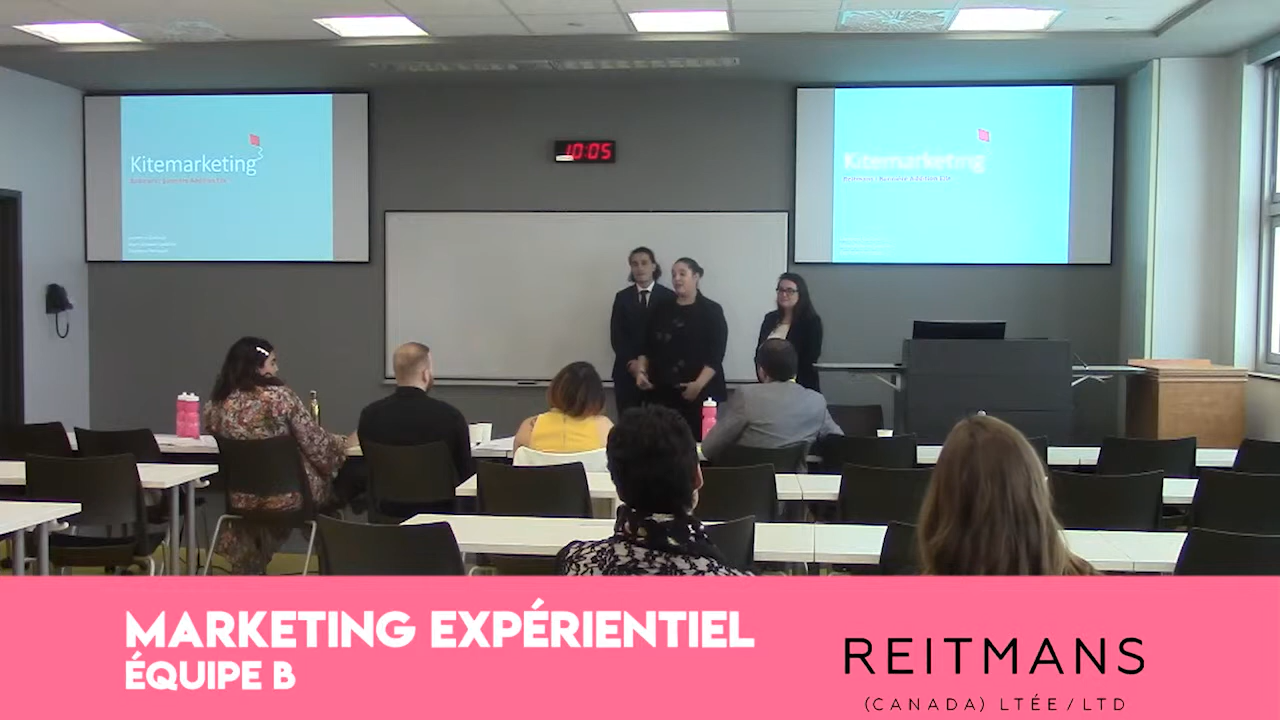 Kitemarketing
10:05
Kitemarketing
MARKETING EXPÉRIENTIEL
ÉQUIPE B
REITMANS
(CANADA) LTÉE/LTD